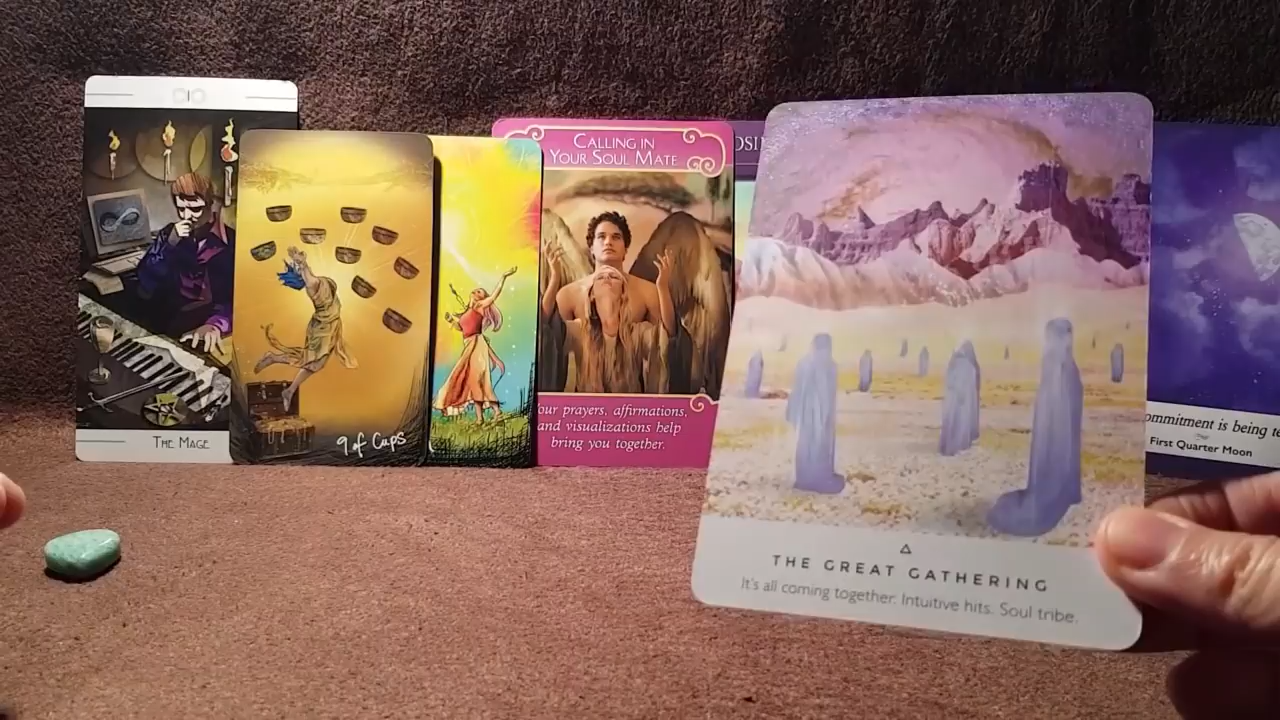 THE MAGE
9 of Cups
CALLING IN
YOUR SOUL MATE
your prayers, affirmations,
and visualizations help
bring you together.
THE GREAT GATHERING
It's all coming together. Intuitive hits. Soul tribe.
ommitment is being te
First Quarter Moon